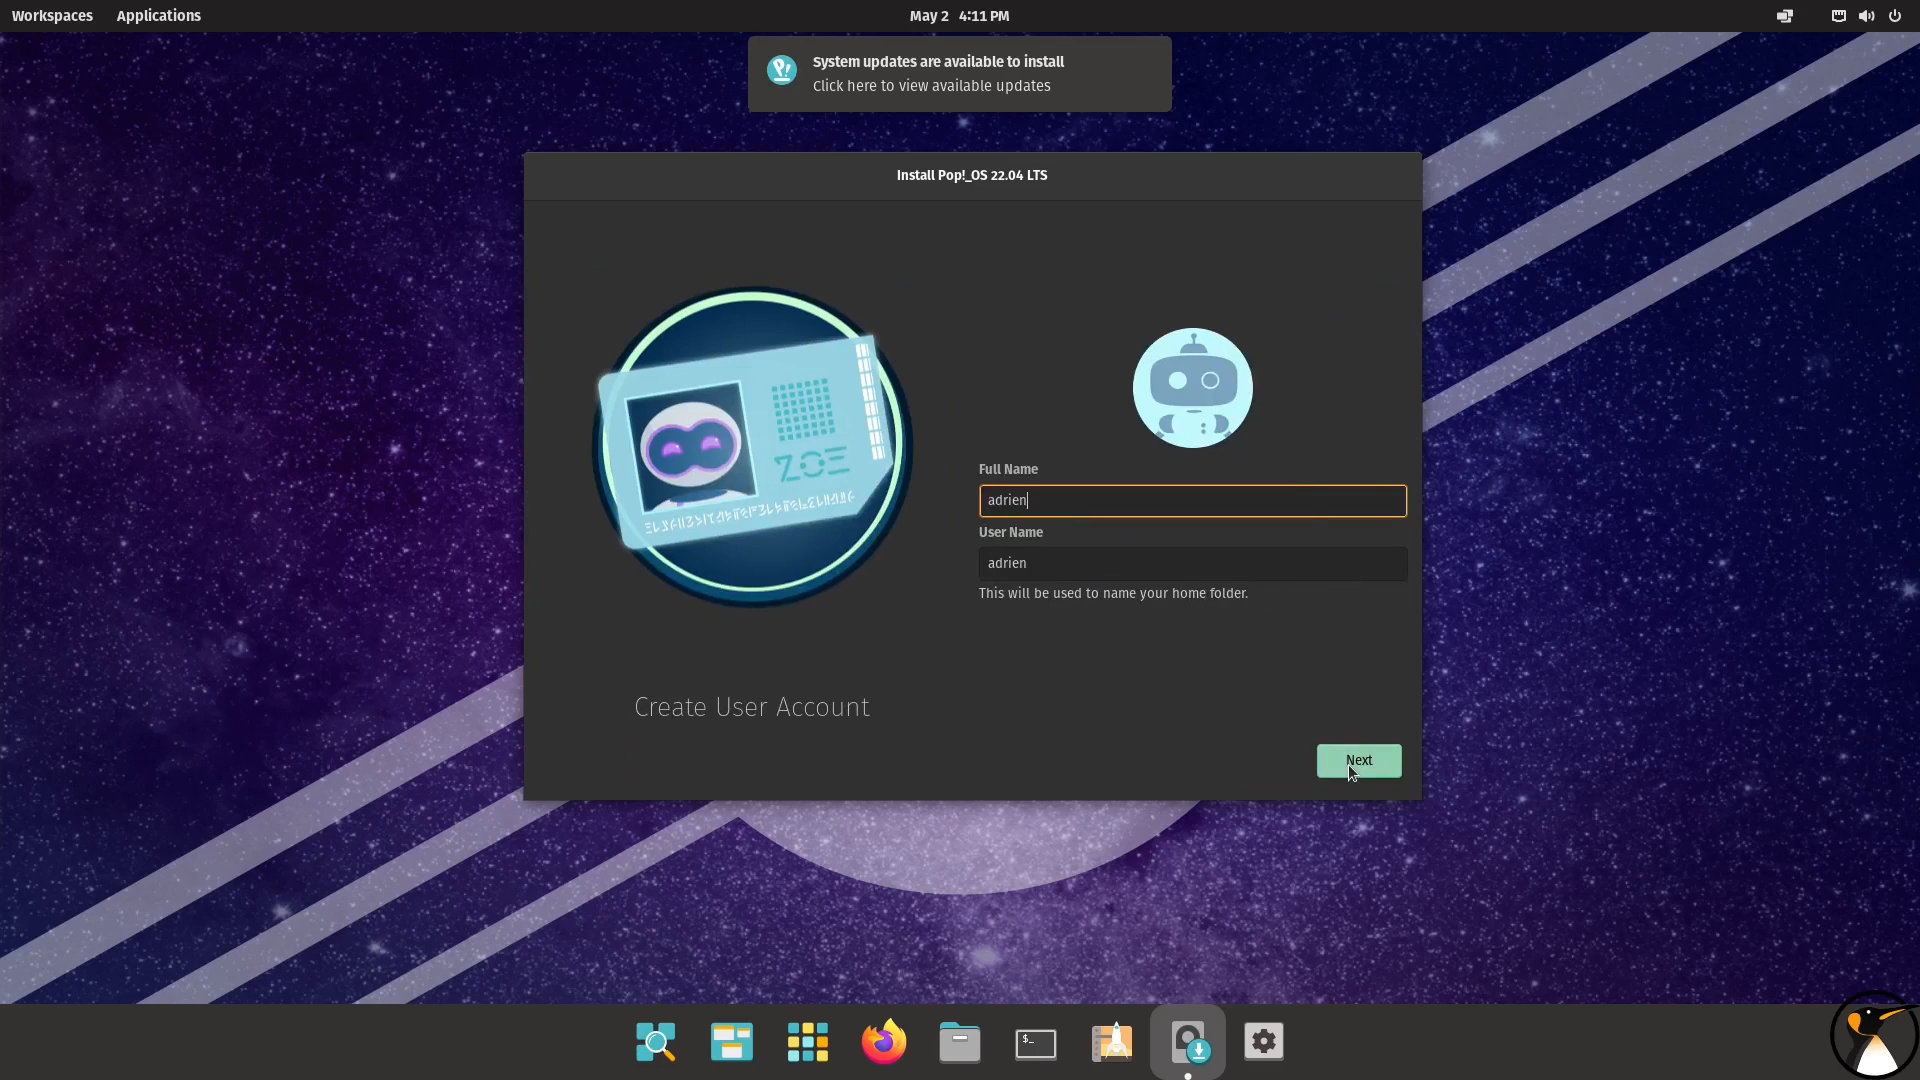 Workspaces Applications May 2 4:11 PM
System updates are available to install
Click here to view available updates
Install Pop!_OS 22.04 LTS
ZOE
Full Name
adrien
User Name
adrien
This will be used to name your home folder.
Create User Account
Next
$_